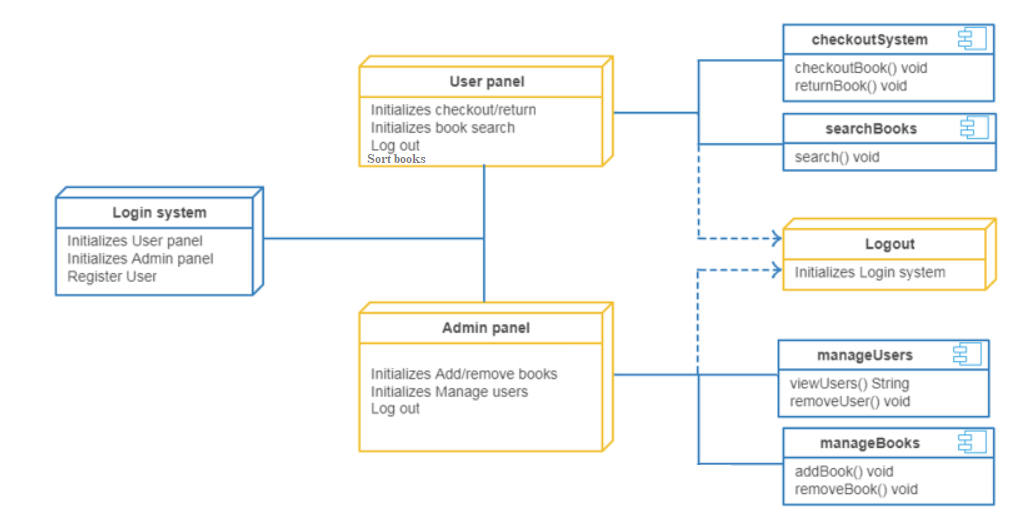 Login system
Initializes User panel
Initializes Admin panel
Register User
User panel
Initializes checkout/return
Initializes book search
Log out
Sort books
Admin panel
Initializes Add/remove books
Initializes Manage users
Log out
checkoutSystem
checkoutBook() void
returnBook() void
searchBooks
search() void
Logout
Initializes Login system
manageUsers
viewUsers() String
removeUser() void
manageBooks
addBook() void
removeBook() void